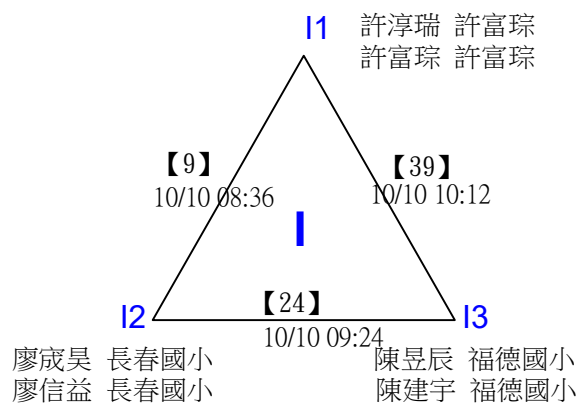 I1
許淳瑞 許富琮
許富琮 許富琮
【9】
10/10 08:36
【39】
10/10 10:12
I
I2
【24】
I3
10/10 09:24
廖宬昊 長春國小
廖信益 長春國小
陳昱辰 福德國小
陳建宇 福德國小